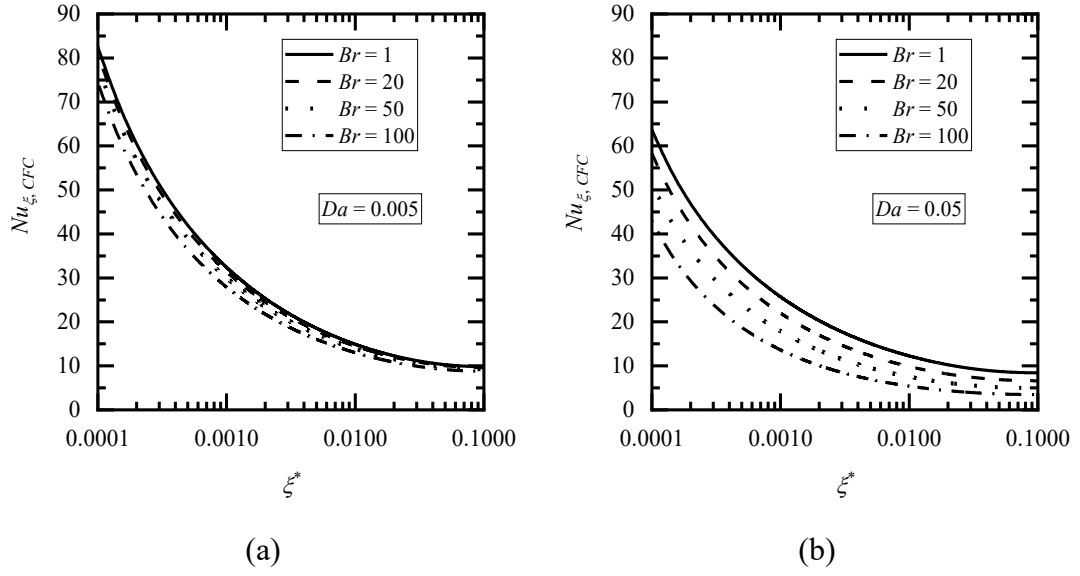 90
80
70
60
50
40
30
20
10
0
Nu ξ, CFC
Br = 1
Br = 20
Br = 50
Br = 100
Da = 0.005
0.0001 0.0010 0.0100 0.1000
ξ*
(a)
90
80
70
60
50
40
30
20
10
0
Nu ξ, CFC
Br = 1
Br = 20
Br = 50
Br = 100
Da = 0.05
0.0001 0.0010 0.0100 0.1000
ξ*
(b)